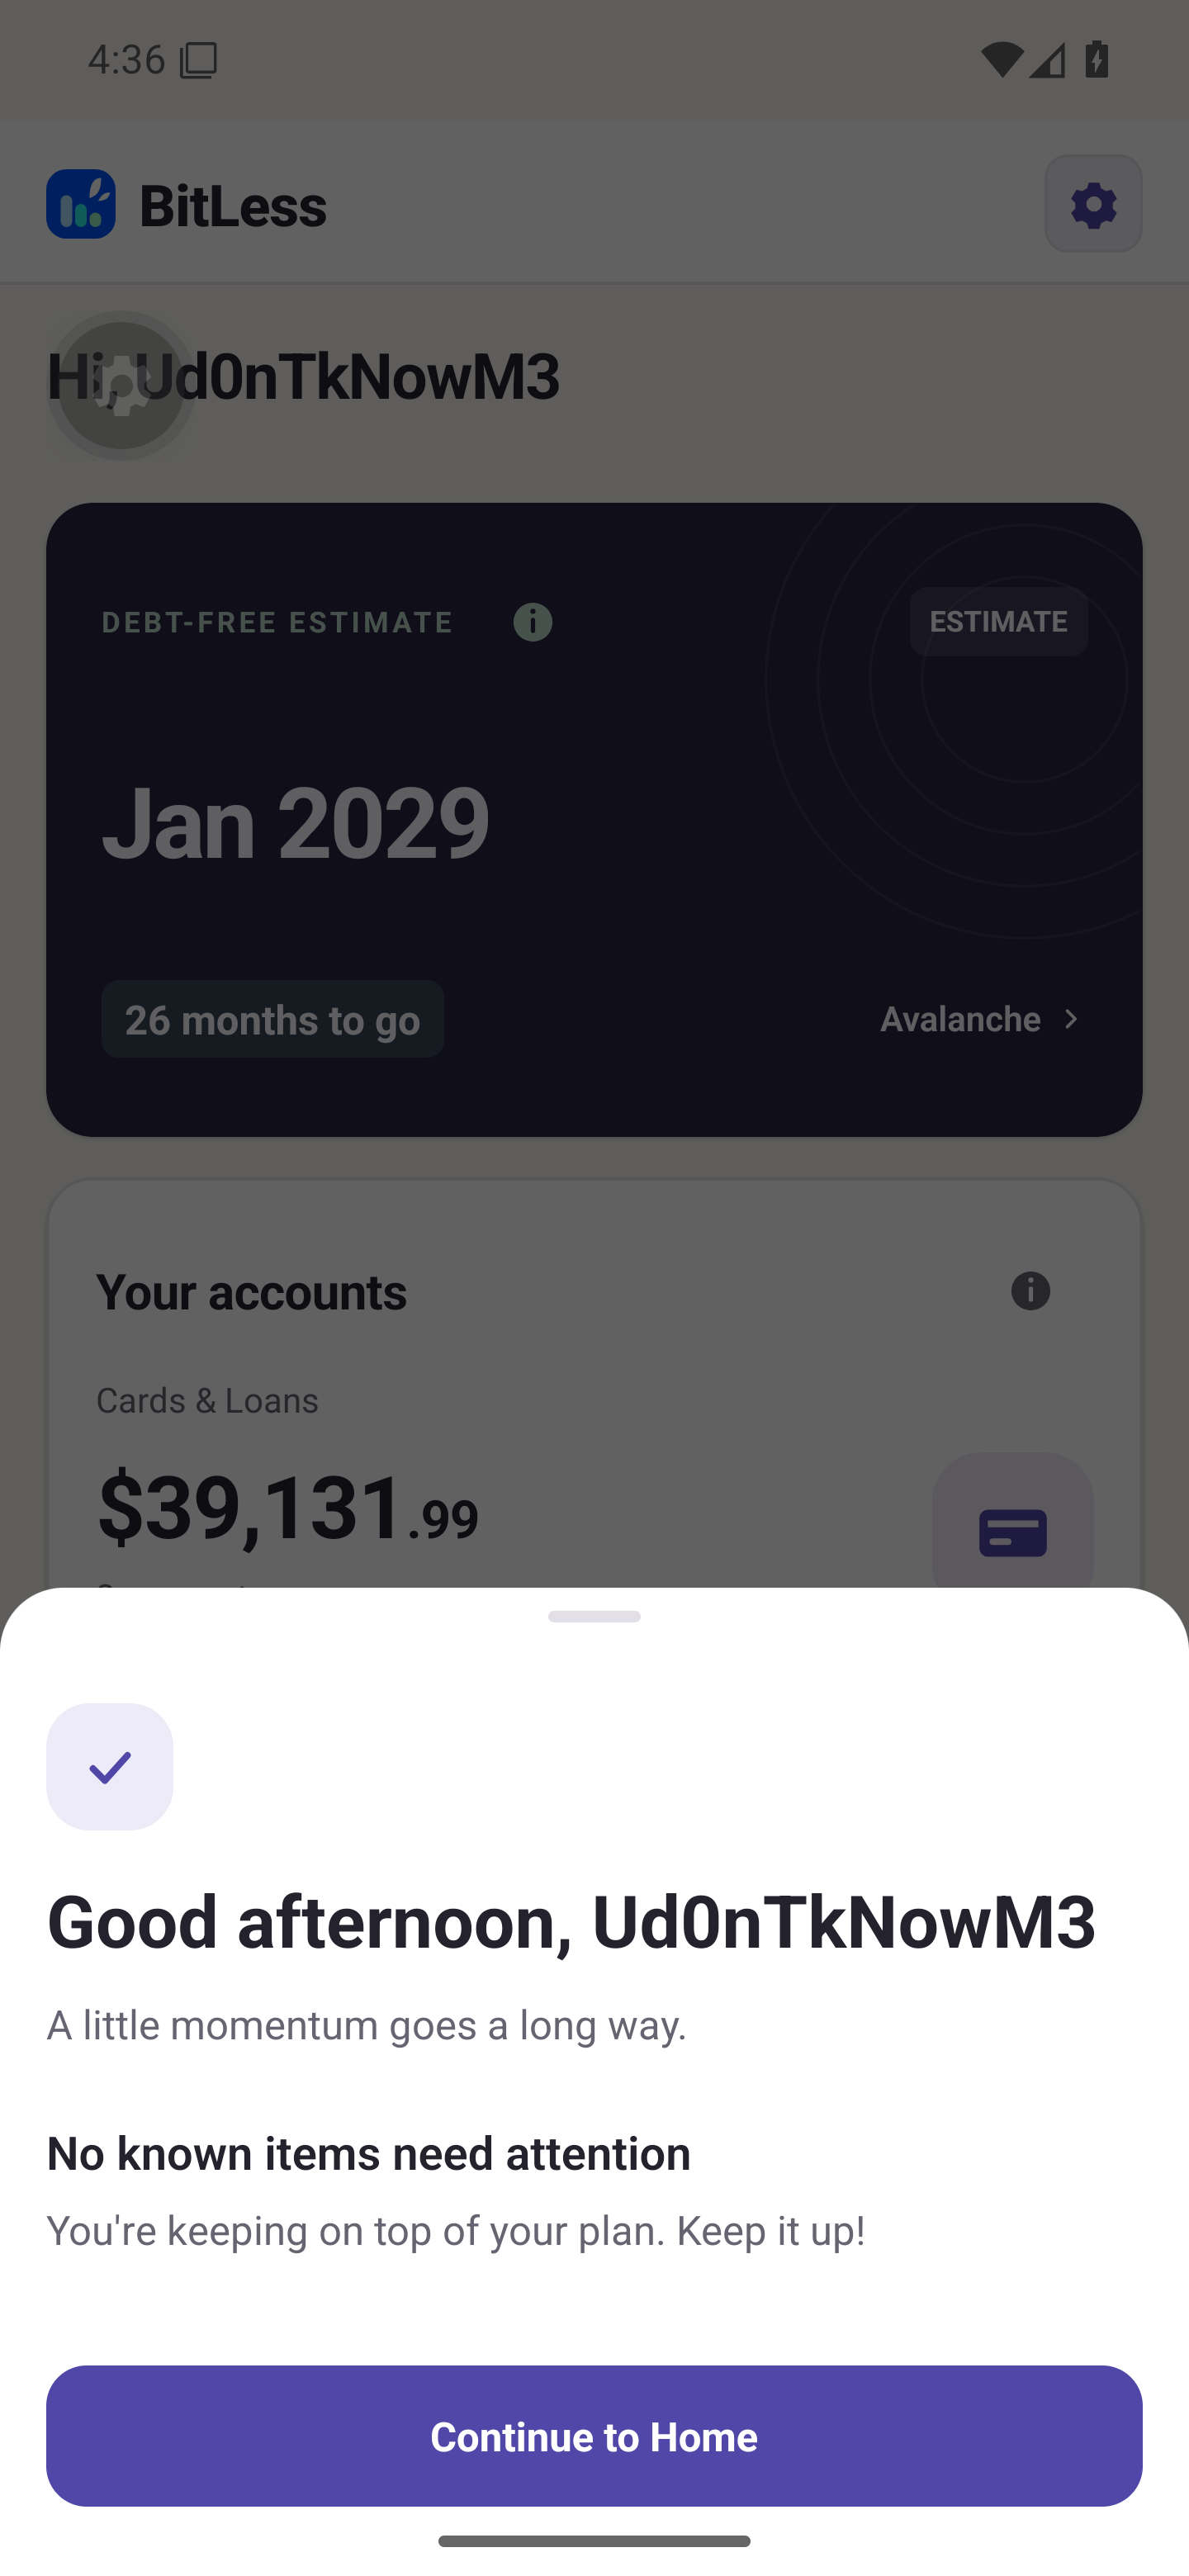 4:36
BitLess
Hi, Ud0nTkNowM3
DEBT-FREE ESTIMATE
ESTIMATE
Jan 2029
26 months to go
Avalanche
Your accounts
Cards & Loans
$39,131.99
Good afternoon, Ud0nTkNowM3
A little momentum goes a long way.
No known items need attention
You're keeping on top of your plan. Keep it up!
Continue to Home